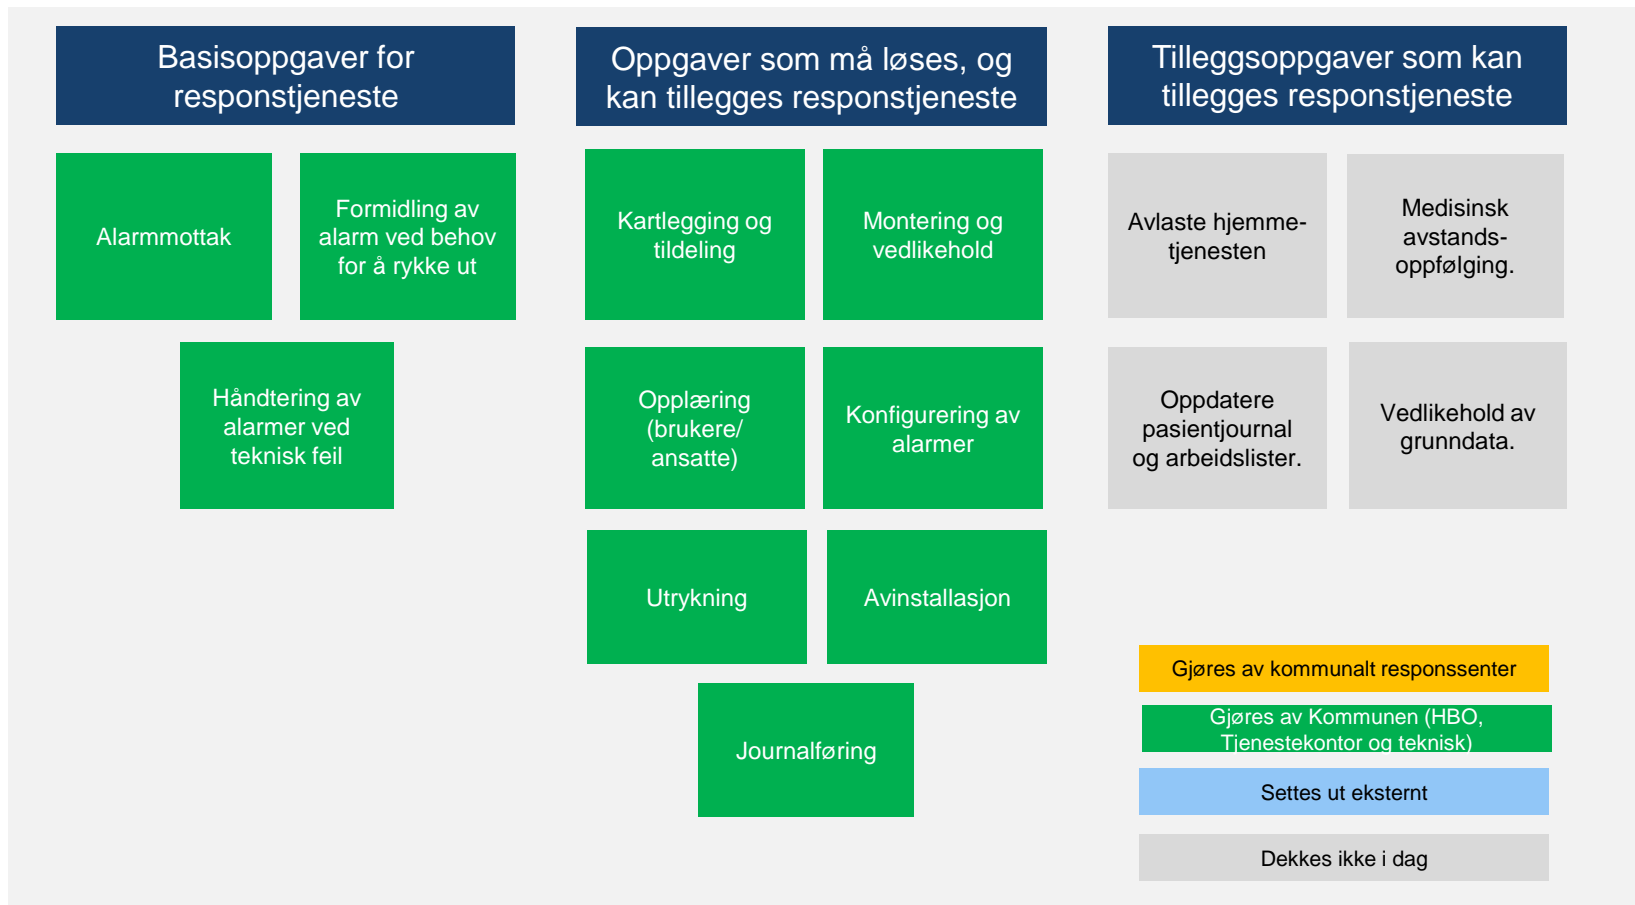 Basisoppgaver for
responstjeneste
Alarmmottak
Formidling av
alarm ved behov
for å rykke ut
Håndtering av
alarmer ved
teknisk feil
Oppgaver som må løses, og
kan tillegges responstjeneste
Kartlegging og
tildeling
Montering og
vedlikehold
Opplæring
(brukere/
ansatte)
Konfigurering av
alarmer
Utrykning
Avinstallasjon
Journalføring
Tilleggsoppgaver som kan
tillegges responstjeneste
Avlaste hjemme-
tjenesten
Medisinsk
avstands-
oppfølging.
Oppdatere
pasientjournal
og arbeidslister.
Vedlikehold av
grunndata.
Gjøres av kommunalt responssenter
Gjøres av Kommunen (HBO,
Tjenestekontor og teknisk)
Settes ut eksternt
Dekkes ikke i dag